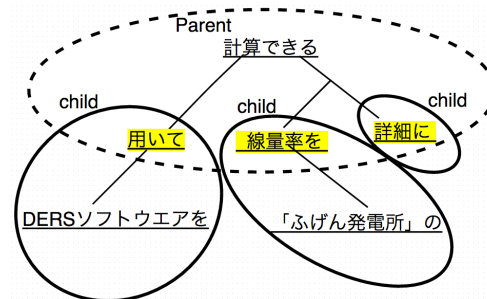 Parent
計算できる
child
child
child
用いて
線量率を
詳細に
DERSソフトウエアを
「ふげん発電所」の